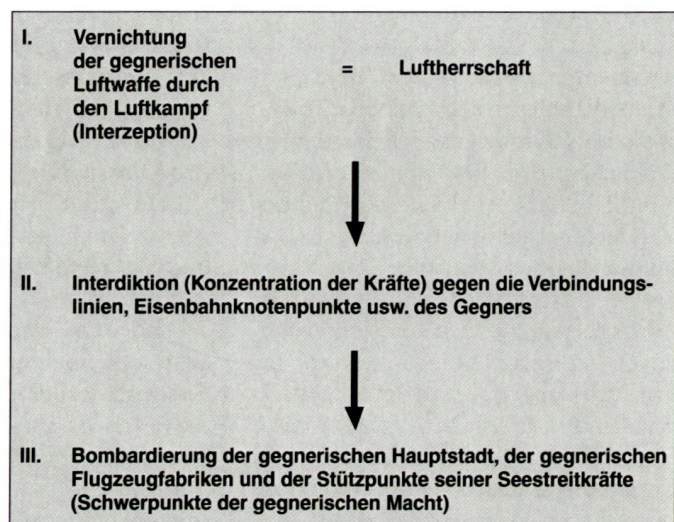 I. Vernichtung
der gegnerischen
Luftwaffe durch = Luftherrschaft
den Luftkampf
(Interzeption)
II. Interdiktion (Konzentration der Kräfte) gegen die Verbindungs-
linien, Eisenbahnknotenpunkte usw. des Gegners
III. Bombardierung der gegnerischen Hauptstadt, der gegnerischen
Flugzeugfabriken und der Stützpunkte seiner Seestreitkräfte
(Schwerpunkte der gegnerischen Macht)